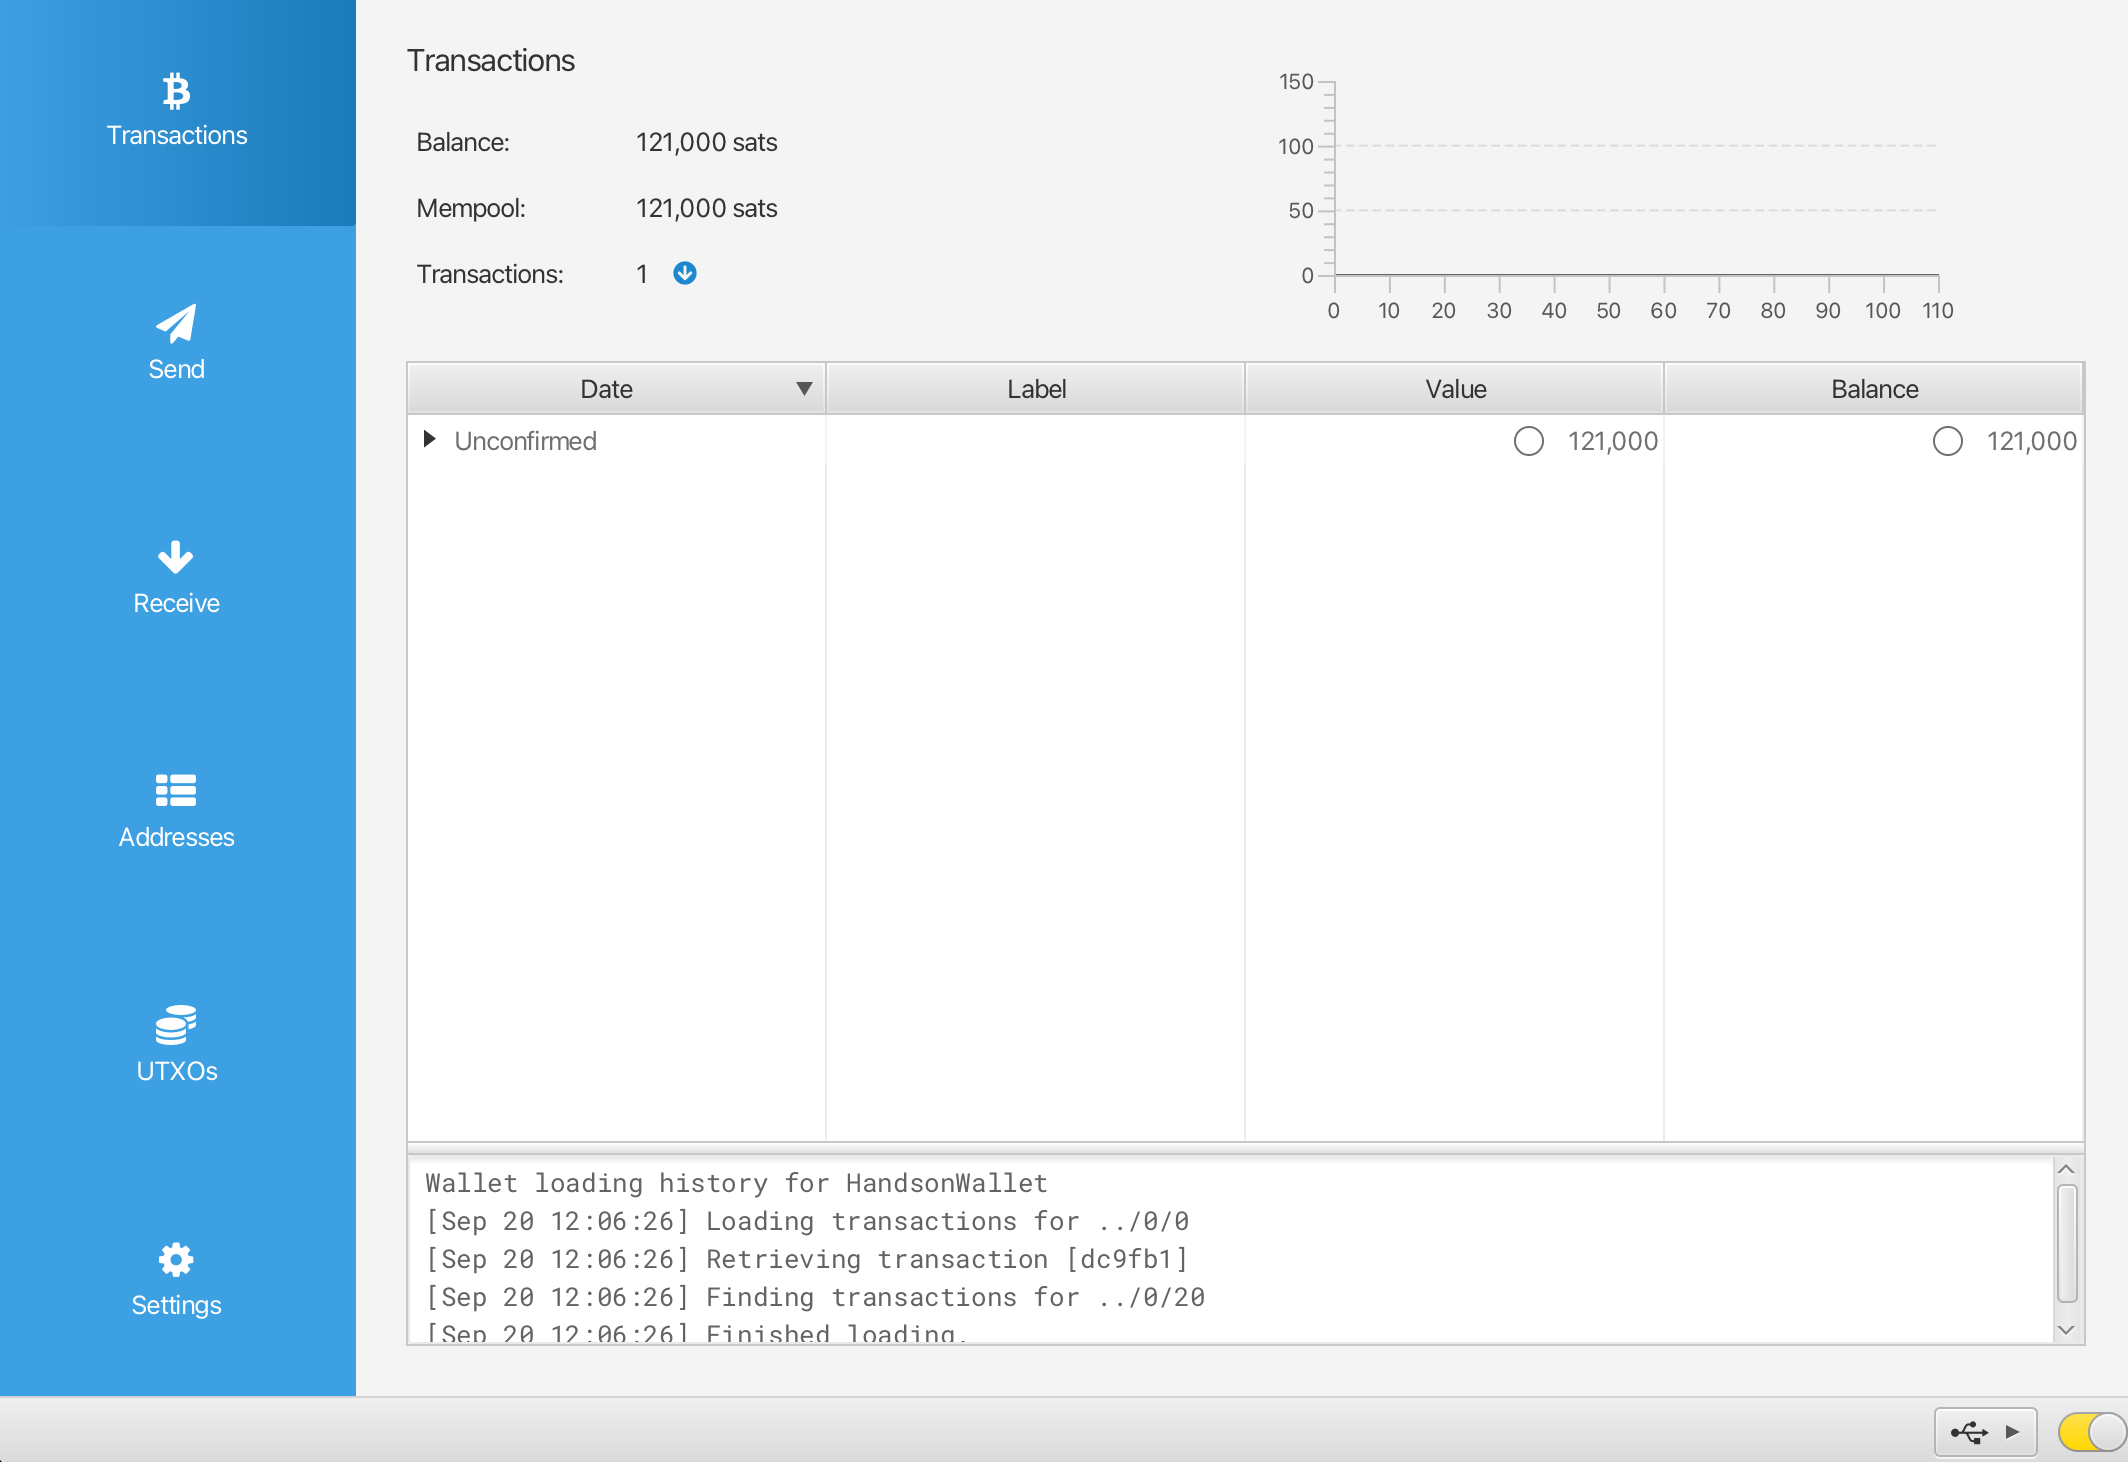 Transactions
Send
Receive
Addresses
UTXOs
Settings
Transactions
Balance: 121,000 sats
Mempool: 121,000 sats
Transactions: 1
150
100
50
0
0 10 20 30 40 50 60 70 80 90 100 110
Date Label Value Balance
Unconfirmed 121,000 121,000
Wallet loading history for HandsonWallet
[Sep 20 12:06:26] Loading transactions for ../0/0
[Sep 20 12:06:26] Retrieving transaction [dc9fb1]
[Sep 20 12:06:26] Finding transactions for ../0/20
[Sep 20 12:06:26] Finished loading.